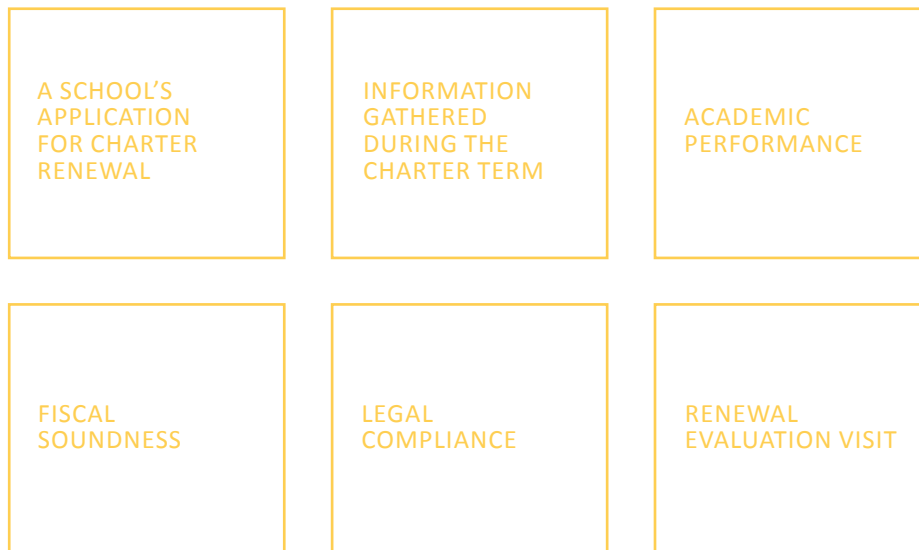 A SCHOOL’S
APPLICATION
FOR CHARTER
RENEWAL
INFORMATION
GATHERED
DURING THE
CHARTER TERM
ACADEMIC
PERFORMANCE
FISCAL
SOUNDNESS
LEGAL
COMPLIANCE
RENEWAL
EVALUATION VISIT